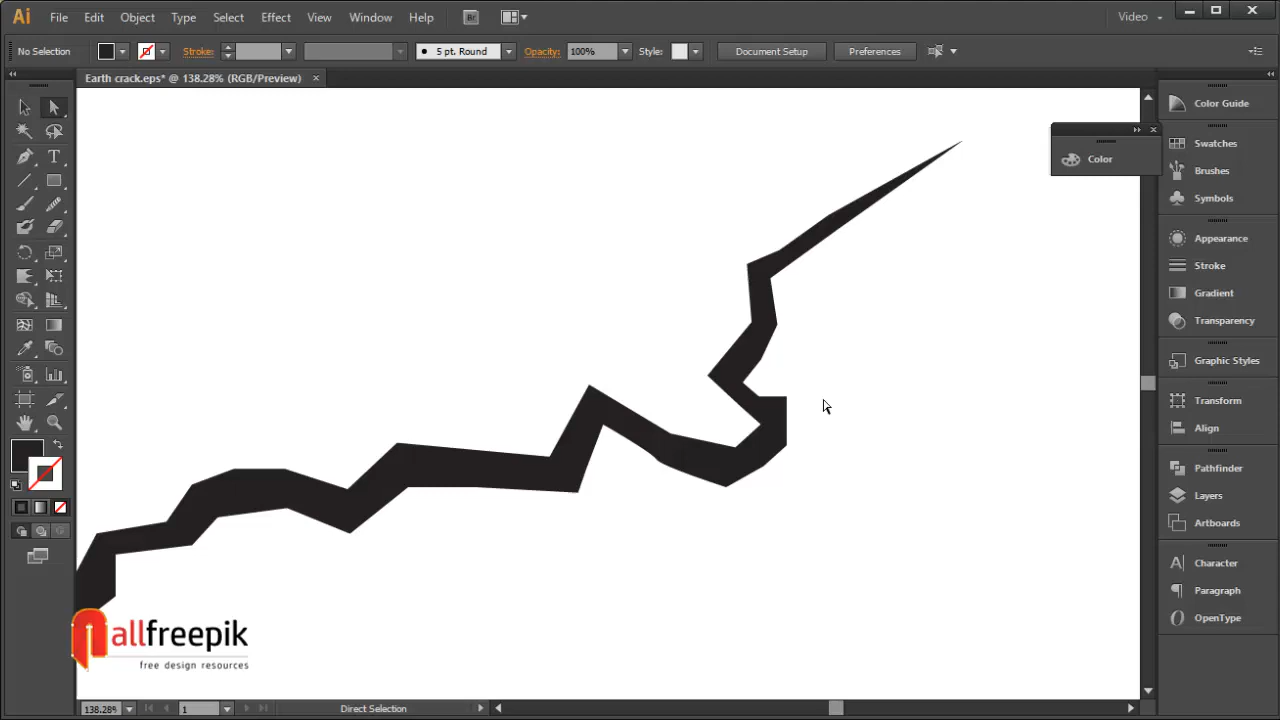 Ai File Edit Object Type Select Effect View Window Help Br Video
No Selection Stroke: 5 pt. Round Opacity: 100% Style: Document Setup Preferences
Earth crack.eps* @ 138.28% (RGB/Preview)
Color Guide
Color
Swatches
Brushes
Symbols
Appearance
Stroke
Gradient
Transparency
Graphic Styles
Transform
Align
Pathfinder
Layers
Artboards
Character
Paragraph
OpenType
allfreepik
free design resources
138.28% 1 Direct Selection